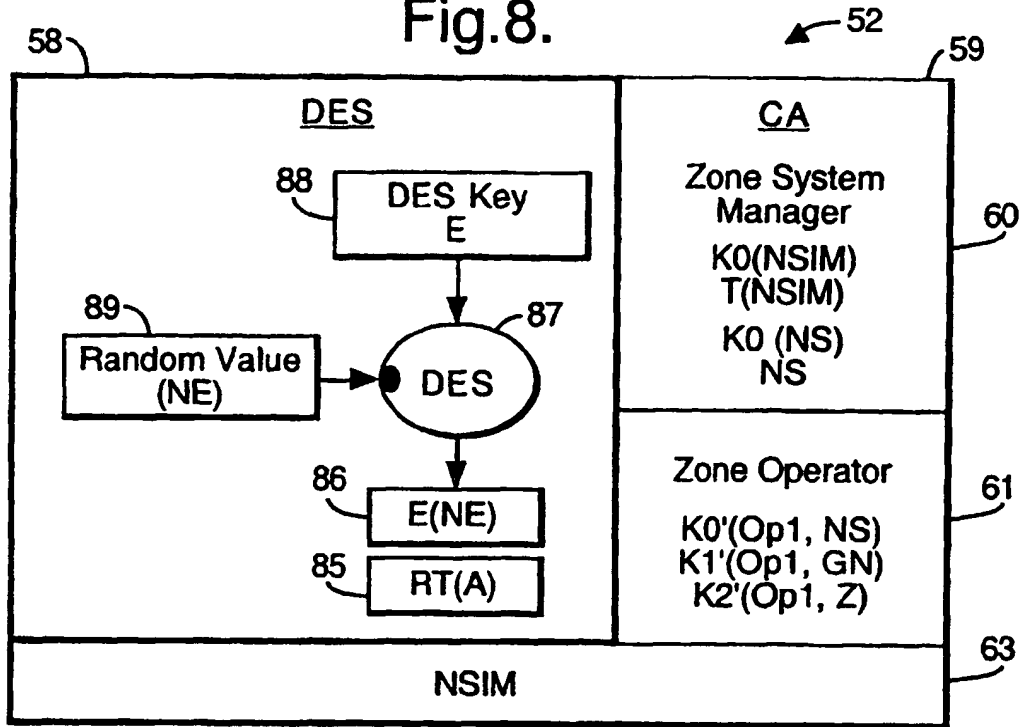 Fig.8.
52
58
59
DES
88
DES Key
E
89
Random Value
(NE)
87
DES
86
E(NE)
85
RT(A)
CA
Zone System
Manager
60
K0(NSIM)
T(NSIM)
K0 (NS)
NS
Zone Operator
61
K0'(Op1, NS)
K1'(Op1, GN)
K2'(Op1, Z)
63
NSIM